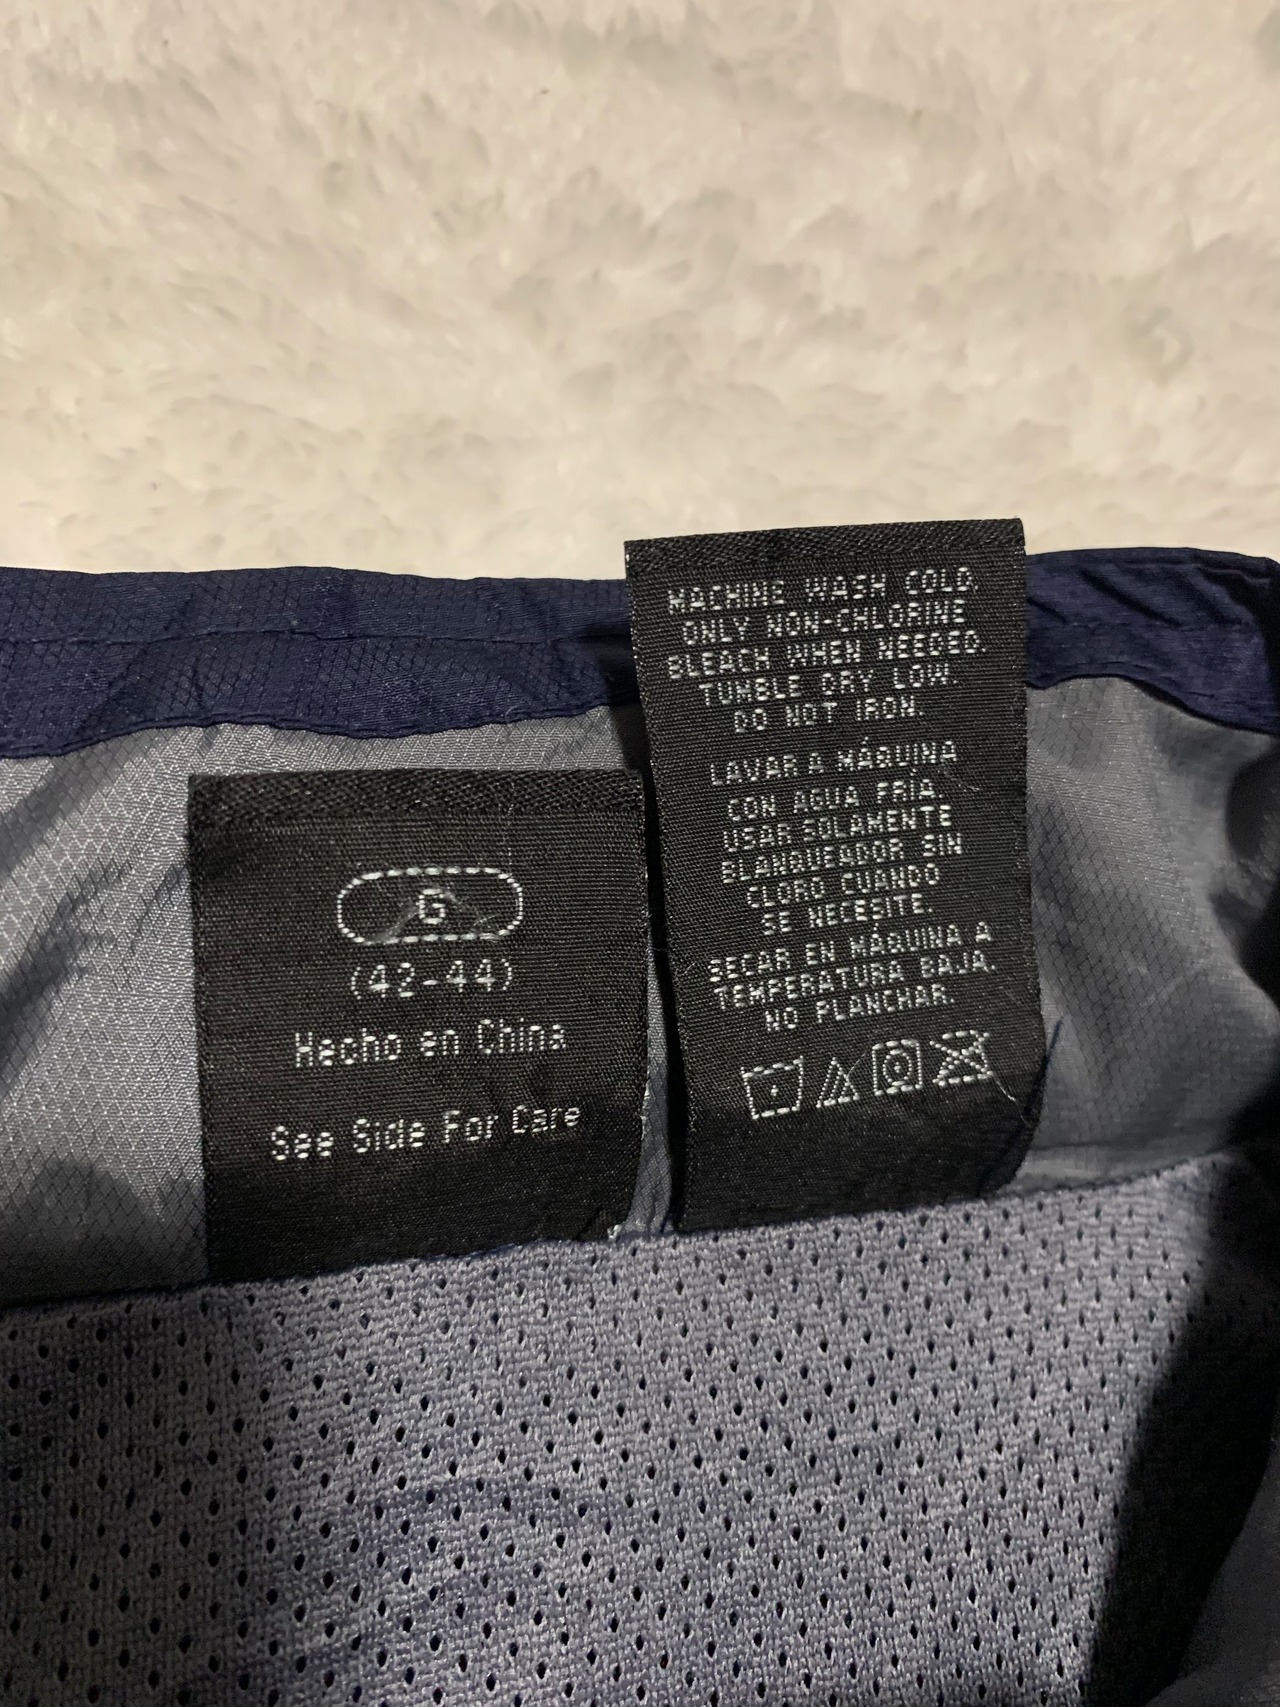 G
(42-44)
Hecho en China
See Side For Care
MACHINE WASH COLD,
ONLY NON-CHLORINE
BLEACH WHEN NEEDED.
TUMBLE DRY LOW.
DO NOT IRON.
LAVAR A MÁQUINA
CON AGUA FRÍA.
USAR SOLAMENTE
BLANQUEADOR SIN
CLORO CUANDO
SE NECESITE.
SECAR EN MÁQUINA A
TEMPERATURA BAJA.
NO PLANCHAR.